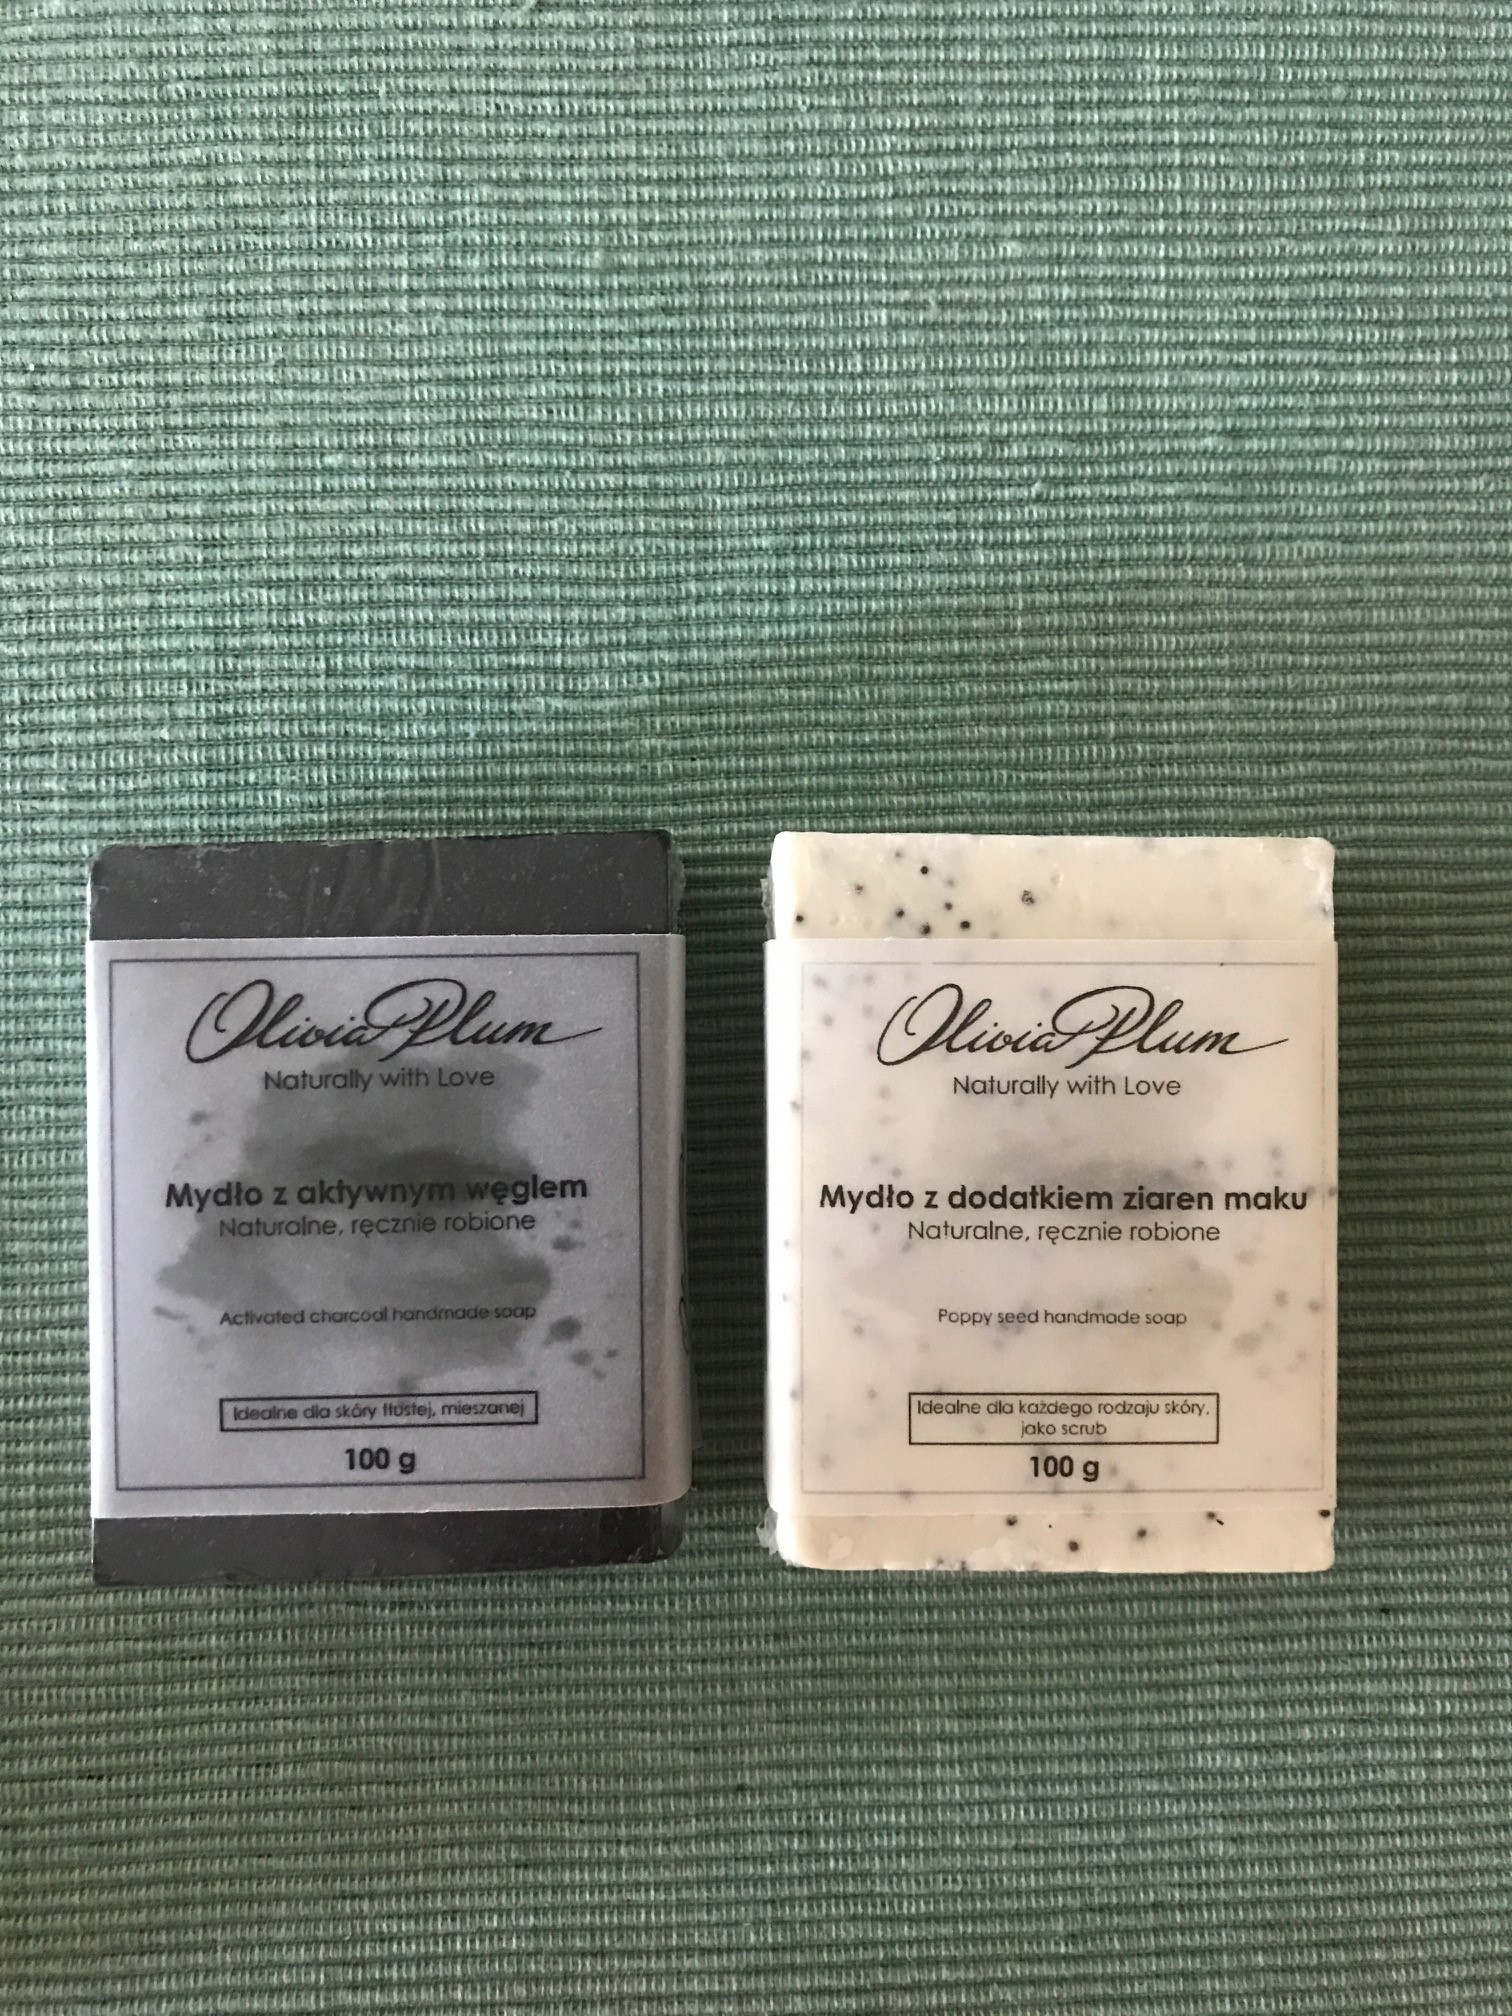 Olivia Plum
Naturally with Love
Mydło z aktywnym węglem
Naturalne, ręcznie robione
Activated charcoal handmade soap
Idealne dla skóry tłustej, mieszanej
100 g
Olivia Plum
Naturally with Love
Mydło z dodatkiem ziaren maku
Naturalne, ręcznie robione
Poppy seed handmade soap
Idealne dla każdego rodzaju skóry,
jako scrub
100 g